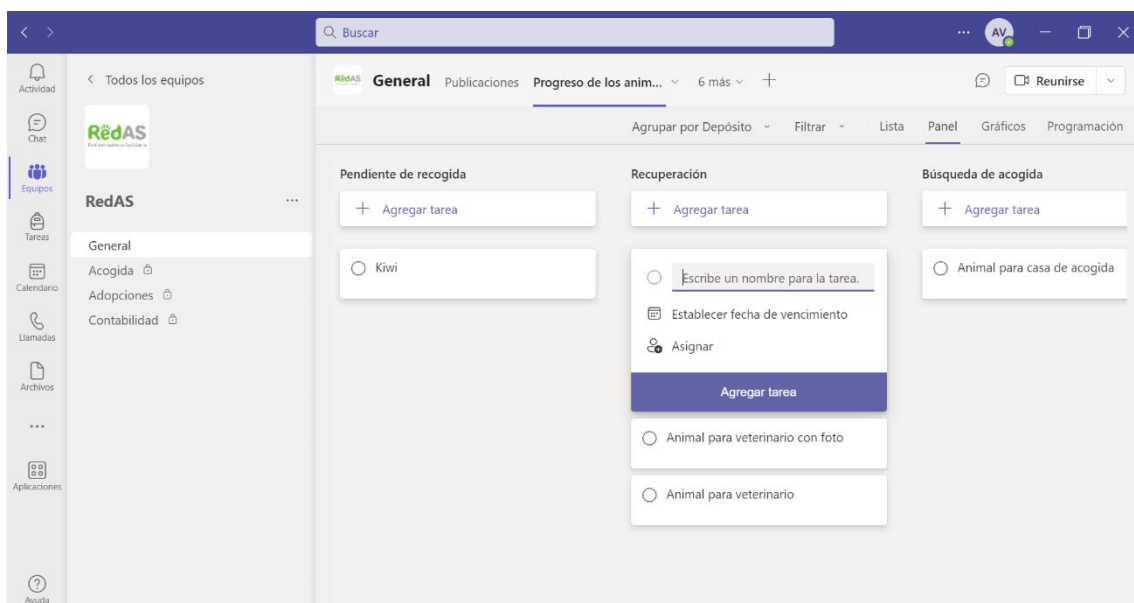 Buscar
AV
Actividad
Chat
Equipos
Tareas
Calendario
Llamadas
Archivos
Aplicaciones
Ayuda
Todos los equipos
RëdAS
RedAS
General
Acogida
Adopciones
Contabilidad
RëdAS
General
Publicaciones
Progreso de los anim...
6 más
Reunirse
Agrupar por Depósito
Filtrar
Lista
Panel
Gráficos
Programación
Pendiente de recogida
Agregar tarea
Kiwi
Recuperación
Agregar tarea
Escribe un nombre para la tarea.
Establecer fecha de vencimiento
Asignar
Agregar tarea
Animal para veterinario con foto
Animal para veterinario
Búsqueda de acogida
Agregar tarea
Animal para casa de acogida